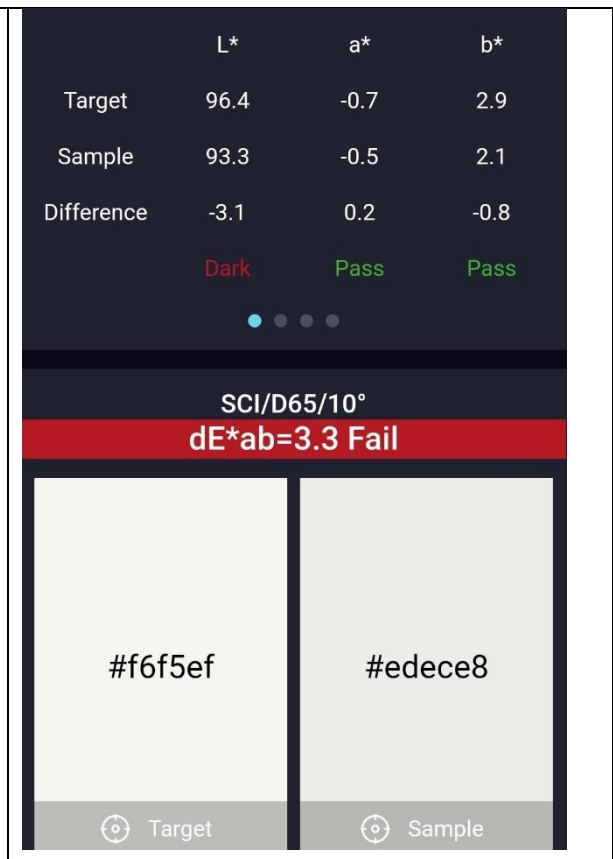 L* a* b*
Target 96.4 -0.7 2.9
Sample 93.3 -0.5 2.1
Difference -3.1 0.2 -0.8
Dark Pass Pass
SCI/D65/10°
dE*ab=3.3 Fail
#f6f5ef #edece8
Target Sample